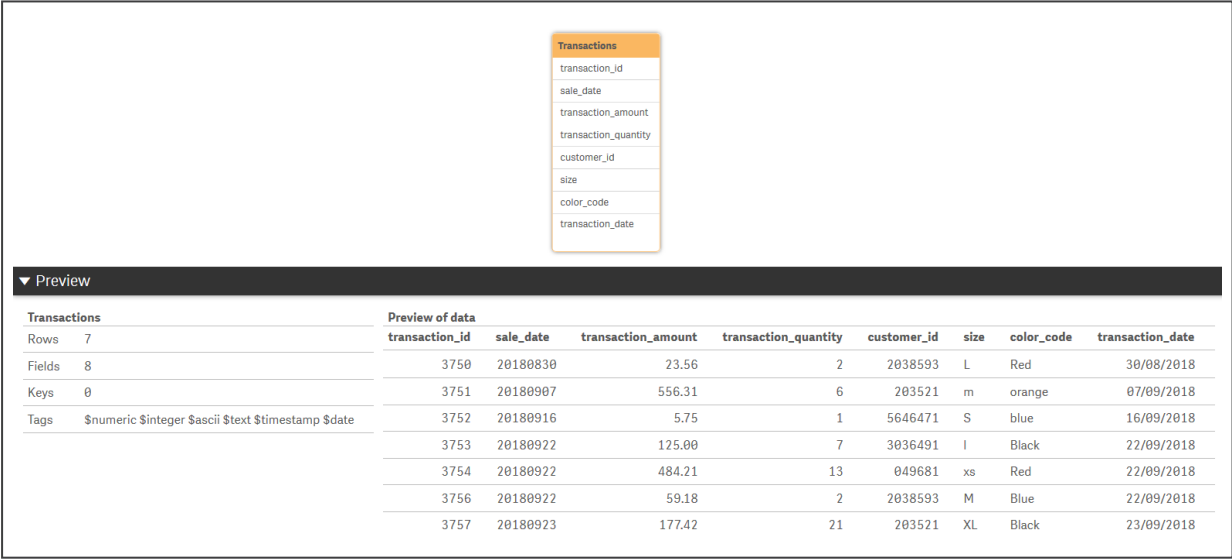 Transactions
transaction_id
sale_date
transaction_amount
transaction_quantity
customer_id
size
color_code
transaction_date
▼ Preview
Transactions
Rows 7
Fields 8
Keys 0
Tags $numeric $integer $ascii $text $timestamp $date
Preview of data
transaction_id sale_date transaction_amount transaction_quantity customer_id size color_code transaction_date
3750 20180830 23.56 2 2038593 L Red 30/08/2018
3751 20180907 556.31 6 203521 m orange 07/09/2018
3752 20180916 5.75 1 5646471 S blue 16/09/2018
3753 20180922 125.00 7 3036491 l Black 22/09/2018
3754 20180922 484.21 13 049681 xs Red 22/09/2018
3756 20180922 59.18 2 2038593 M Blue 22/09/2018
3757 20180923 177.42 21 203521 XL Black 23/09/2018